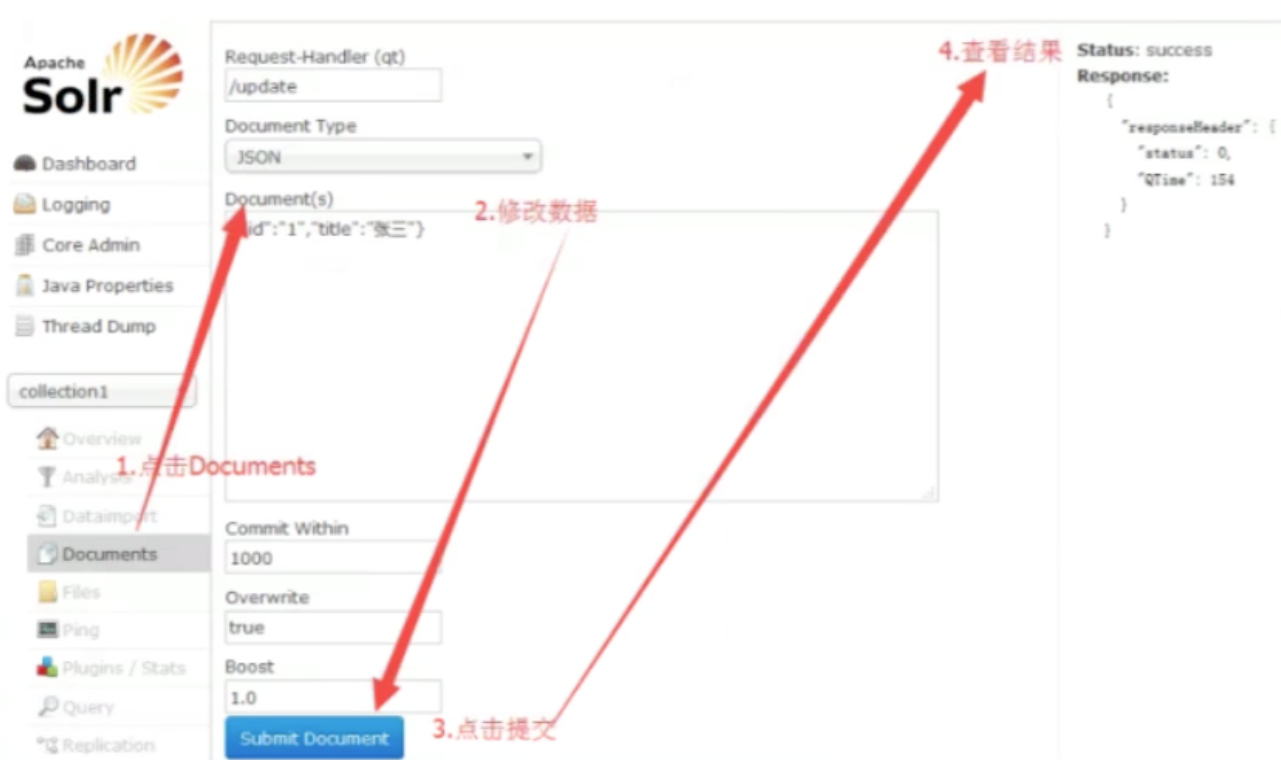 Apache
Solr
Dashboard
Logging
Core Admin
Java Properties
Thread Dump
collection1
Overview
Analysis
Dataimport
Documents
Files
Ping
Plugins / Stats
Query
Replication
1.点击Documents
Request-Handler (qt)
/update
Document Type
JSON
Document(s)
id":"1","title":"张三"}
2.修改数据
Commit Within
1000
Overwrite
true
Boost
1.0
Submit Document
3.点击提交
4.查看结果
Status: success
Response:
{
"responseHeader": {
"status": 0,
"QTime": 154
}
}